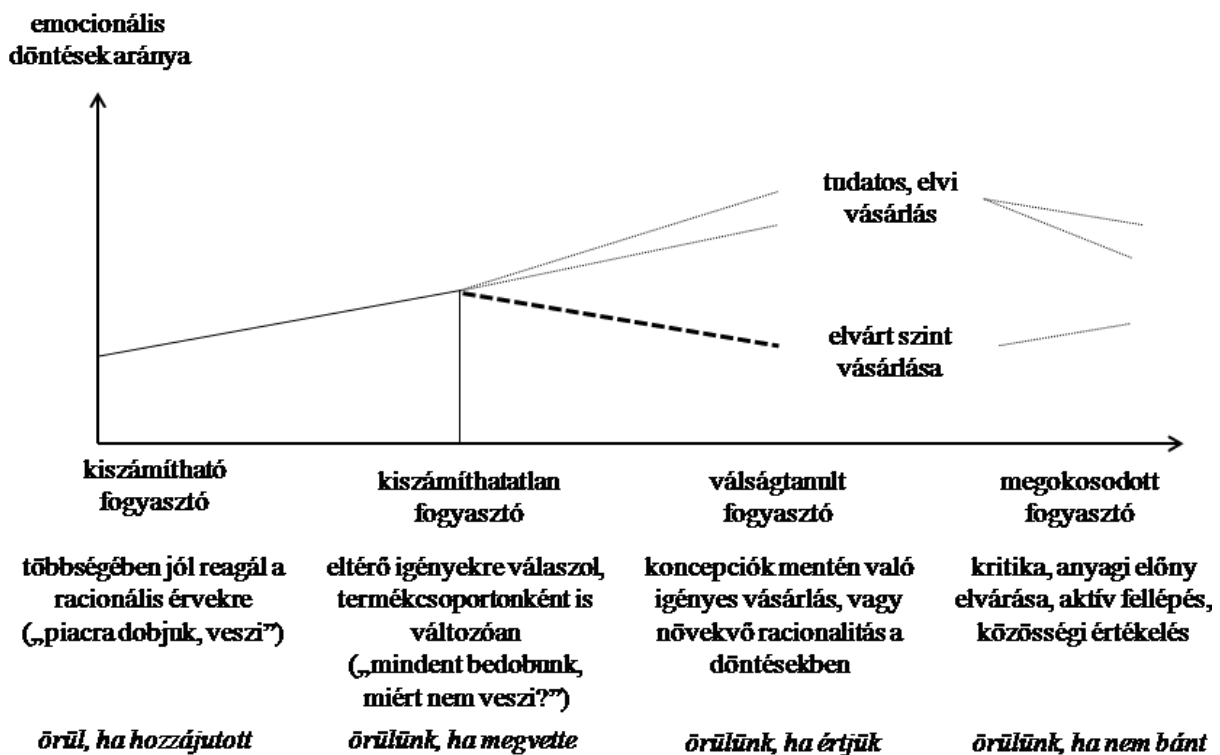 emocionális
döntések aránya
tudatos, elvi
vásárlás
elvárt szint
vásárlása
kiszámítható
fogyasztó
kiszámíthatatlan
fogyasztó
válságtanult
fogyasztó
megokosodott
fogyasztó
többségében jól reagál a
racionális érvekre
(„piacra dobjuk, veszi”)
eltérő igényekre válaszol,
termékcsoportonként is
változóan
(„mindent bedobunk,
miért nem veszi?”)
koncepciók mentén való
igényes vásárlás, vagy
növekvő racionalitás a
döntésekben
kritika, anyagi előny
elvárása, aktív fellépés,
közösségi értékelés
örül, ha hozzájutott
örülünk, ha megvette
örülünk, ha értjük
örülünk, ha nem bánt